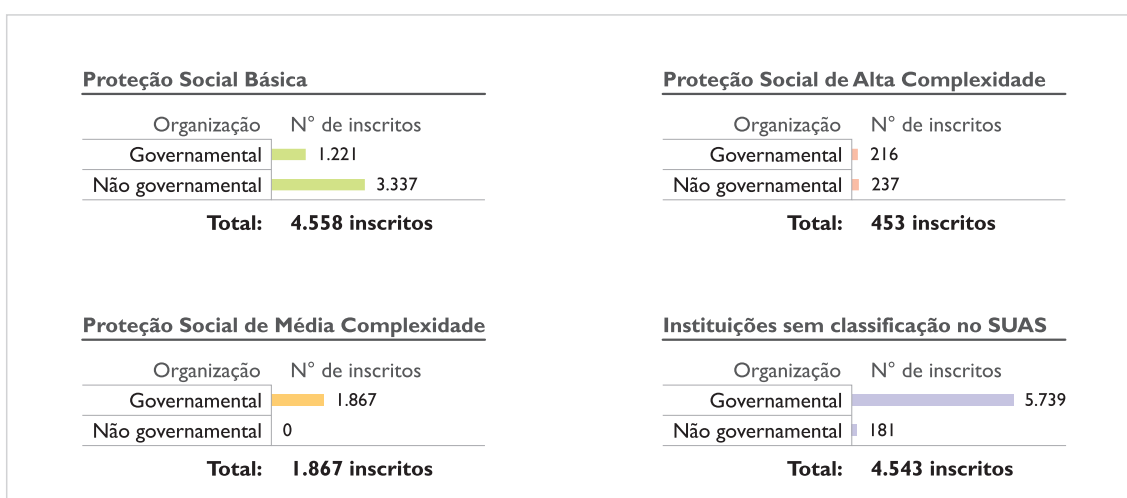 Proteção Social Básica
Organização N° de inscritos
Governamental 1.221
Não governamental 3.337
Total: 4.558 inscritos
Proteção Social de Alta Complexidade
Organização N° de inscritos
Governamental 216
Não governamental 237
Total: 453 inscritos
Proteção Social de Média Complexidade
Organização N° de inscritos
Governamental 1.867
Não governamental 0
Total: 1.867 inscritos
Instituições sem classificação no SUAS
Organização N° de inscritos
Governamental 5.739
Não governamental 181
Total: 4.543 inscritos